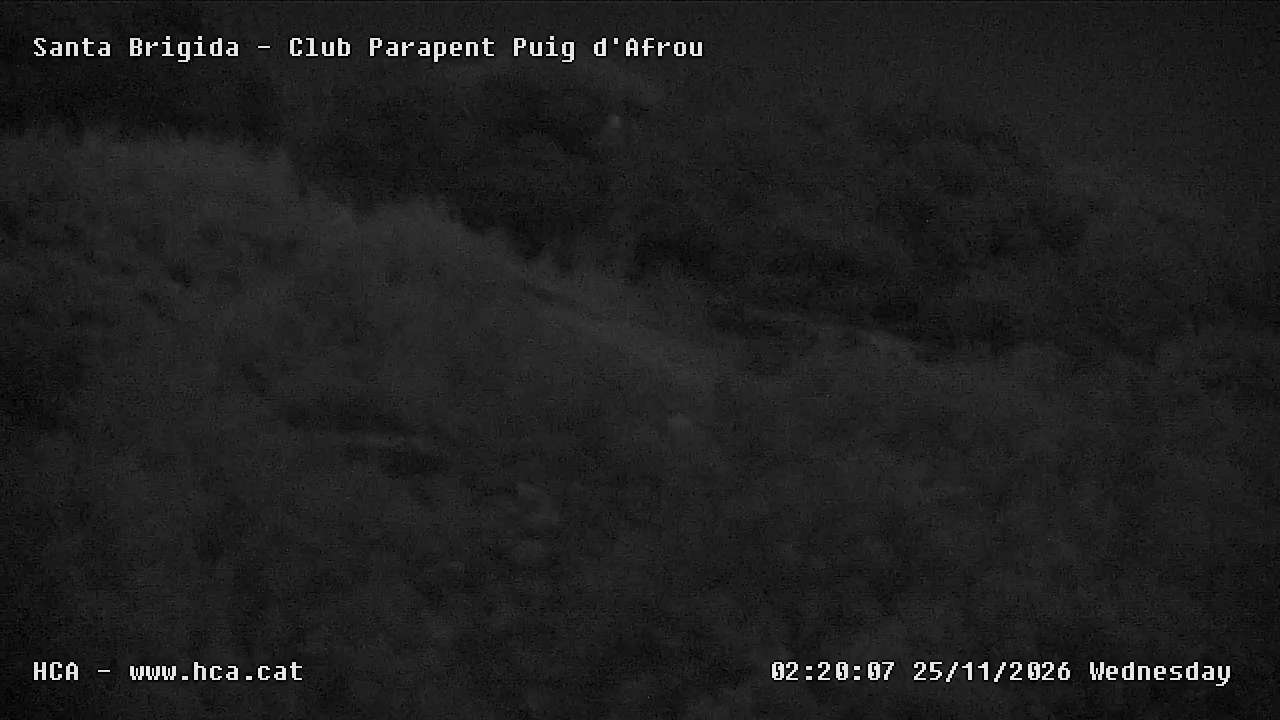 Santa Brigida - Club Parapent Puig d'Afrou
HCA - www.hca.cat
02:20:07 25/11/2026 Wednesday